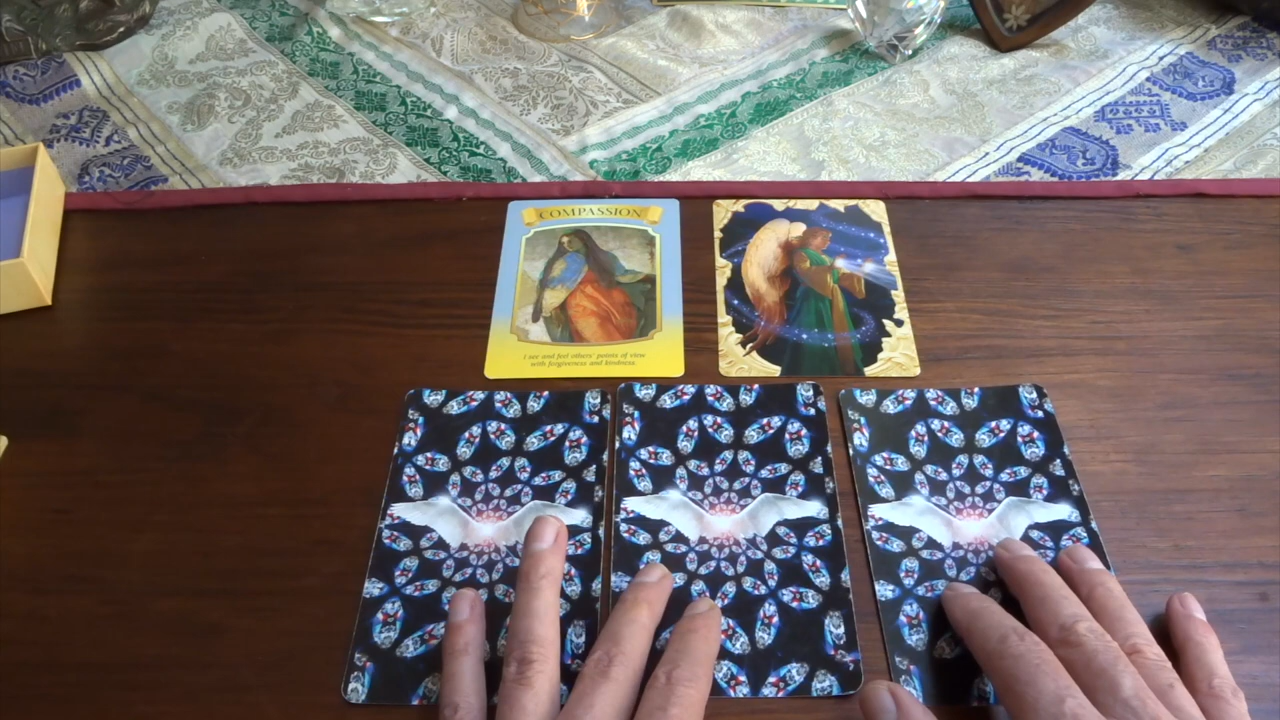 COMPASSION
I see and feel others' points of view
with forgiveness and kindness.